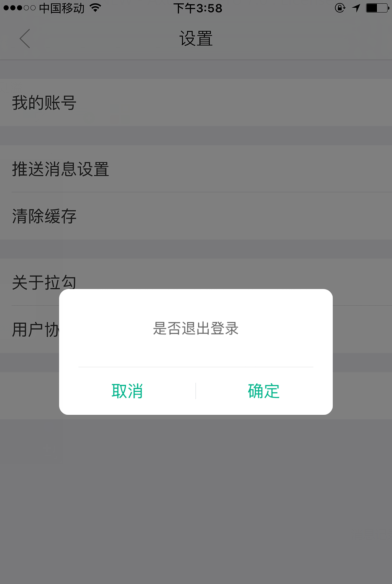 中国移动 下午3:58
设置
我的账号
推送消息设置
清除缓存
关于拉勾
用户协
是否退出登录
取消 确定